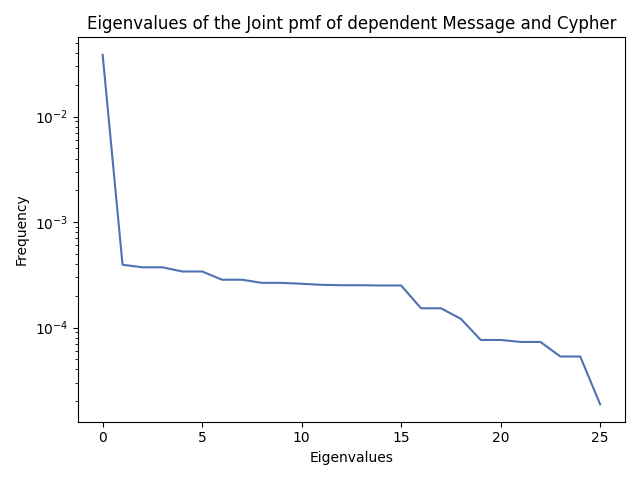 Eigenvalues of the Joint pmf of dependent Message and Cypher
10⁻²
10⁻³
10⁻⁴
Frequency
0 5 10 15 20 25
Eigenvalues